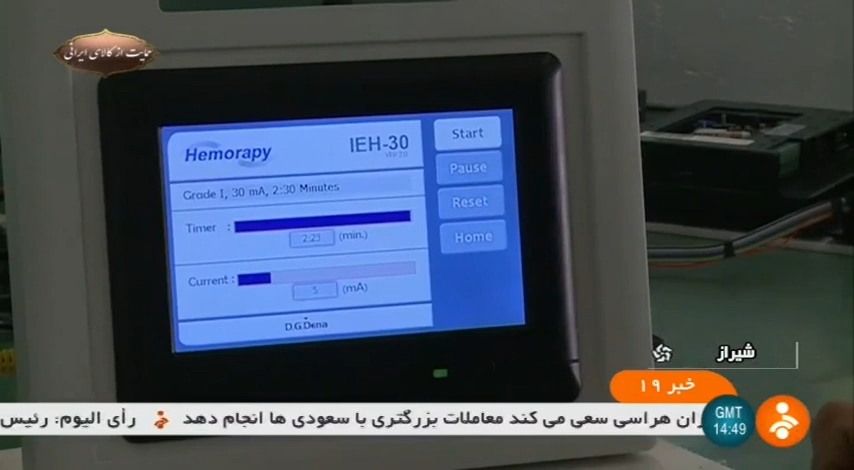 حمایت از کالای ایرانی
Hemorapy
IEH-30
Grade I, 30 mA, 2:30 Minutes
Timer :
2:23 (min.)
Current :
5 (mA)
D.G.Dena
Start
Pause
Reset
Home
شیراز
خبر ۱۹
ران هراسی سعی می کند معاملات بزرگتری با سعودی ها انجام دهد
رأی الیوم: رئیس
GMT
14:49